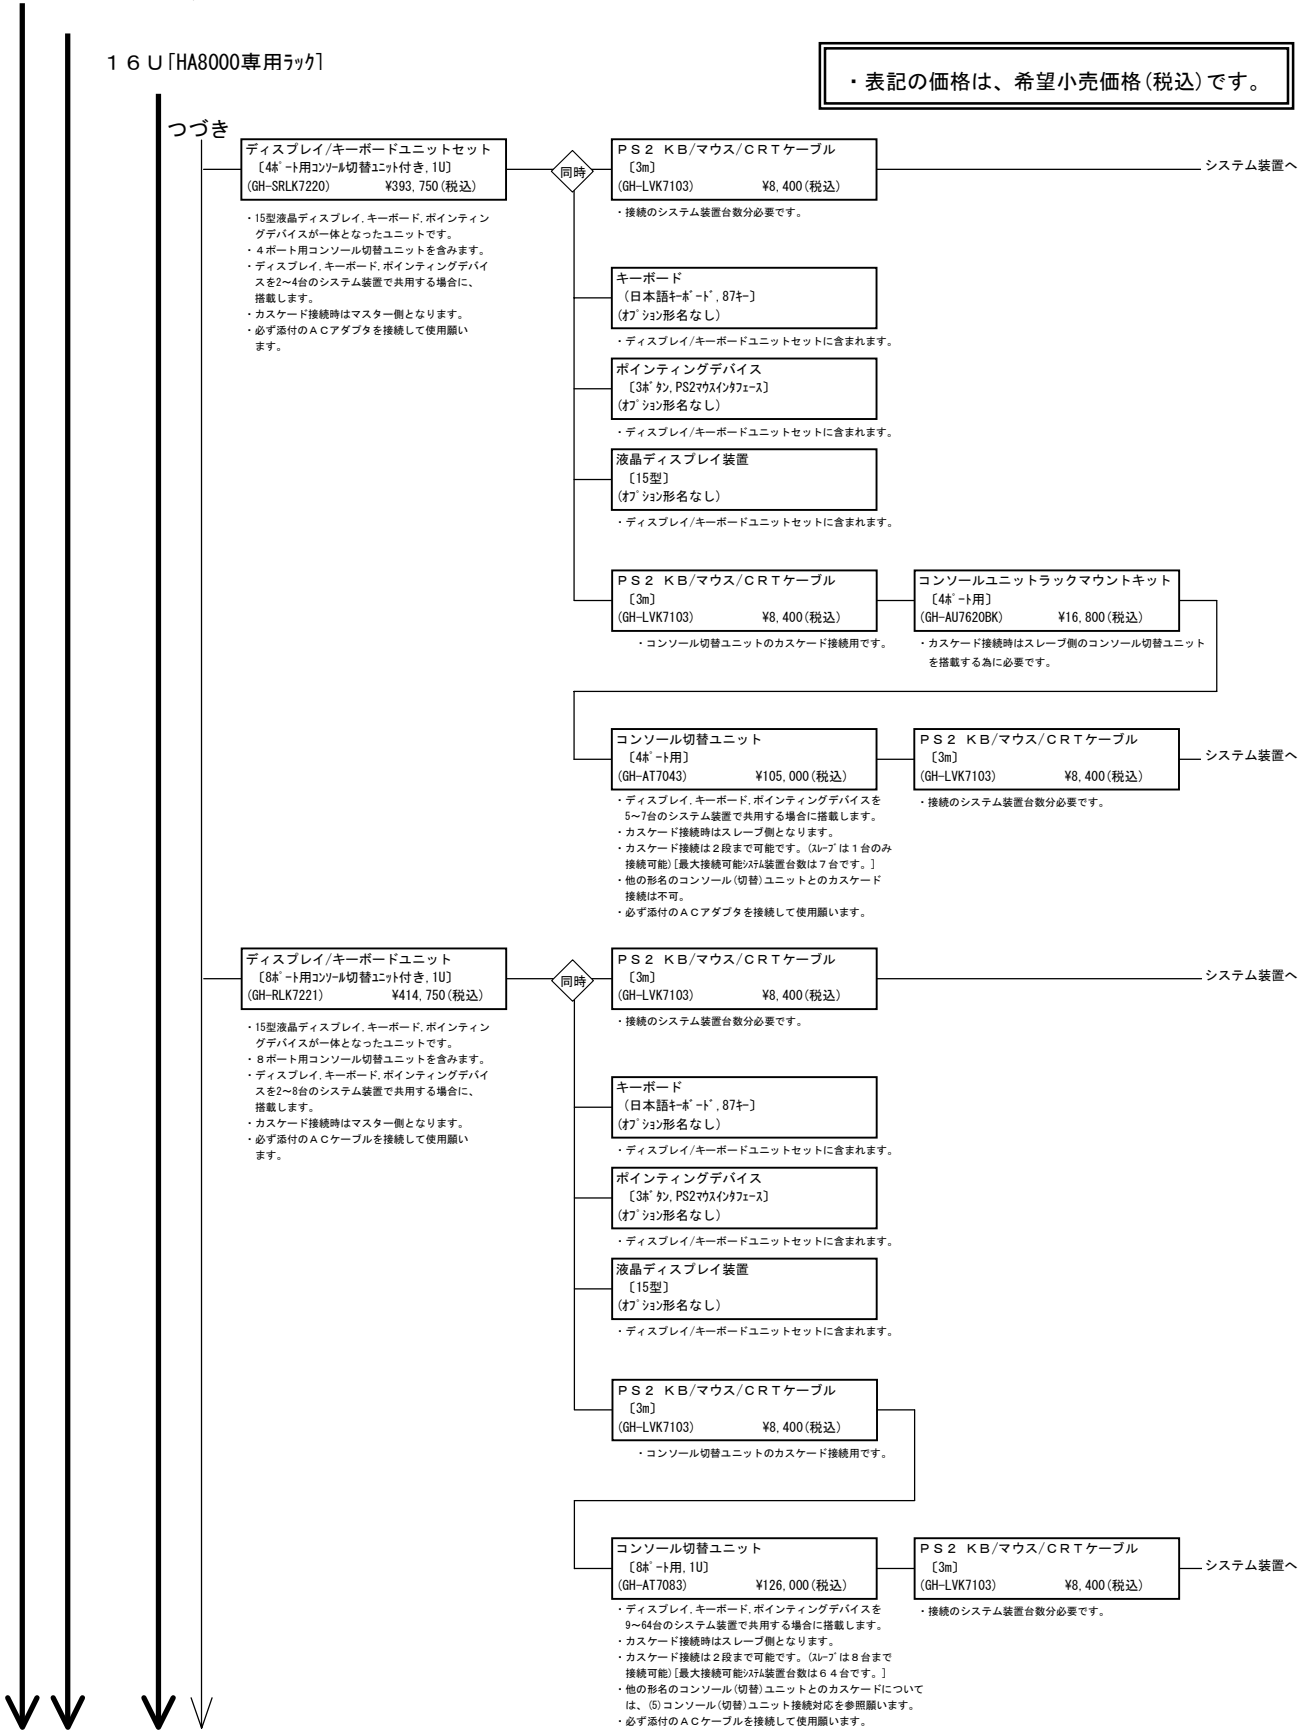 １６Ｕ「HA8000専用ﾗｯｸ」
・表記の価格は、希望小売価格(税込)です。
つづき
ディスプレイ/キーボードユニットセット
〔4ﾎﾟｰﾄ用ｺﾝｿｰﾙ切替ﾕﾆｯﾄ付き,1U〕
(GH-SRLK7220) ¥393,750(税込)
・15型液晶ディスプレイ,キーボード,ポインティン
グデバイスが一体となったユニットです。
・４ポート用コンソール切替ユニットを含みます。
・ディスプレイ,キーボード,ポインティングデバイ
スを2～4台のシステム装置で共用する場合に、
搭載します。
・カスケード接続時はマスター側となります。
・必ず添付のＡＣアダプタを接続して使用願い
ます。
同時
ＰＳ２ ＫＢ/マウス/ＣＲＴケーブル
〔3m〕
(GH-LVK7103) ¥8,400(税込)
・接続のシステム装置台数分必要です。
システム装置へ
キーボード
（日本語ｷｰﾎﾞｰﾄﾞ,87ｷｰ〕
(ｵﾌﾟｼｮﾝ形名なし)
・ディスプレイ/キーボードユニットセットに含まれます。
ポインティングデバイス
〔3ﾎﾞﾀﾝ,PS2ﾏｳｽｲﾝﾀﾌｪｰｽ〕
(ｵﾌﾟｼｮﾝ形名なし)
・ディスプレイ/キーボードユニットセットに含まれます。
液晶ディスプレイ装置
〔15型〕
(ｵﾌﾟｼｮﾝ形名なし)
・ディスプレイ/キーボードユニットセットに含まれます。
ＰＳ２ ＫＢ/マウス/ＣＲＴケーブル
〔3m〕
(GH-LVK7103) ¥8,400(税込)
・コンソール切替ユニットのカスケード接続用です。
コンソールユニットラックマウントキット
〔4ﾎﾟｰﾄ用〕
(GH-AU7620BK) ¥16,800(税込)
・カスケード接続時はスレーブ側のコンソール切替ユニット
を搭載する為に必要です。
コンソール切替ユニット
〔4ﾎﾟｰﾄ用〕
(GH-AT7043) ¥105,000(税込)
・ディスプレイ,キーボード,ポインティングデバイスを
5～7台のシステム装置で共用する場合に搭載します。
・カスケード接続時はスレーブ側となります。
・カスケード接続は２段まで可能です。(ｽﾚｰﾌﾞは１台のみ
接続可能)[最大接続可能ｼｽﾃﾑ装置台数は７台です。]
・他の形名のコンソール(切替)ユニットとのカスケード
接続は不可。
・必ず添付のＡＣアダプタを接続して使用願います。
ＰＳ２ ＫＢ/マウス/ＣＲＴケーブル
〔3m〕
(GH-LVK7103) ¥8,400(税込)
・接続のシステム装置台数分必要です。
システム装置へ
ディスプレイ/キーボードユニット
〔8ﾎﾟｰﾄ用ｺﾝｿｰﾙ切替ﾕﾆｯﾄ付き,1U〕
(GH-RLK7221) ¥414,750(税込)
・15型液晶ディスプレイ,キーボード,ポインティン
グデバイスが一体となったユニットです。
・８ポート用コンソール切替ユニットを含みます。
・ディスプレイ,キーボード,ポインティングデバイ
スを2～8台のシステム装置で共用する場合に、
搭載します。
・カスケード接続時はマスター側となります。
・必ず添付のＡＣケーブルを接続して使用願い
ます。
同時
ＰＳ２ ＫＢ/マウス/ＣＲＴケーブル
〔3m〕
(GH-LVK7103) ¥8,400(税込)
・接続のシステム装置台数分必要です。
システム装置へ
キーボード
（日本語ｷｰﾎﾞｰﾄﾞ,87ｷｰ〕
(ｵﾌﾟｼｮﾝ形名なし)
・ディスプレイ/キーボードユニットセットに含まれます。
ポインティングデバイス
〔3ﾎﾞﾀﾝ,PS2ﾏｳｽｲﾝﾀﾌｪｰｽ〕
(ｵﾌﾟｼｮﾝ形名なし)
・ディスプレイ/キーボードユニットセットに含まれます。
液晶ディスプレイ装置
〔15型〕
(ｵﾌﾟｼｮﾝ形名なし)
・ディスプレイ/キーボードユニットセットに含まれます。
ＰＳ２ ＫＢ/マウス/ＣＲＴケーブル
〔3m〕
(GH-LVK7103) ¥8,400(税込)
・コンソール切替ユニットのカスケード接続用です。
コンソール切替ユニット
〔8ﾎﾟｰﾄ用,1U〕
(GH-AT7083) ¥126,000(税込)
・ディスプレイ,キーボード,ポインティングデバイスを
9～64台のシステム装置で共用する場合に搭載します。
・カスケード接続時はスレーブ側となります。
・カスケード接続は２段まで可能です。(ｽﾚｰﾌﾞは８台まで
接続可能)[最大接続可能ｼｽﾃﾑ装置台数は６４台です。]
・他の形名のコンソール(切替)ユニットとのカスケードについて
は、(5)コンソール(切替)ユニット接続対応を参照願います。
・必ず添付のＡＣケーブルを接続して使用願います。
ＰＳ２ ＫＢ/マウス/ＣＲＴケーブル
〔3m〕
(GH-LVK7103) ¥8,400(税込)
・接続のシステム装置台数分必要です。
システム装置へ